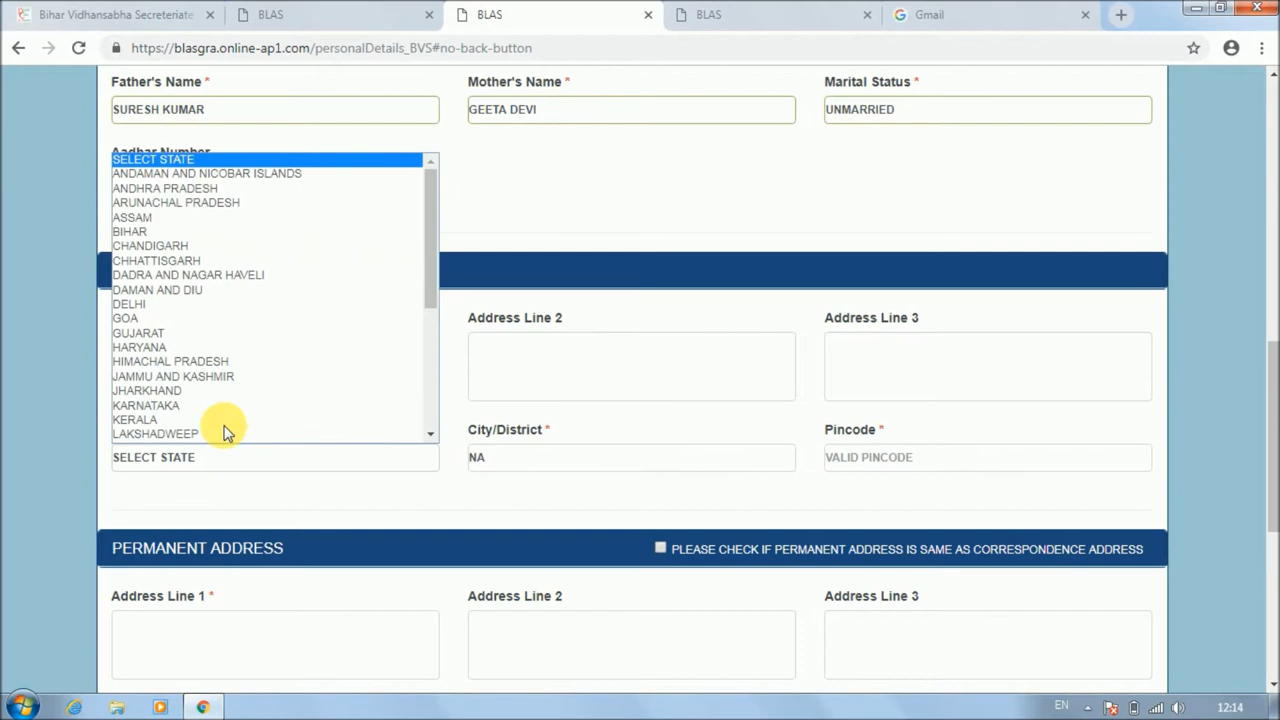 Bihar Vidhansabha Secreteriate
BLAS
BLAS
BLAS
Gmail
https://blasgra.online-ap1.com/personalDetails_BVS#no-back-button
Father's Name *
Mother's Name *
Marital Status *
SURESH KUMAR
GEETA DEVI
UNMARRIED
Aadhar Number
SELECT STATE
ANDAMAN AND NICOBAR ISLANDS
ANDHRA PRADESH
ARUNACHAL PRADESH
ASSAM
BIHAR
CHANDIGARH
CHHATTISGARH
DADRA AND NAGAR HAVELI
DAMAN AND DIU
DELHI
GOA
GUJARAT
HARYANA
HIMACHAL PRADESH
JAMMU AND KASHMIR
JHARKHAND
KARNATAKA
KERALA
LAKSHADWEEP
Address Line 2
Address Line 3
City/District *
Pincode *
SELECT STATE
NA
VALID PINCODE
PERMANENT ADDRESS
PLEASE CHECK IF PERMANENT ADDRESS IS SAME AS CORRESPONDENCE ADDRESS
Address Line 1 *
Address Line 2
Address Line 3
EN
12:14